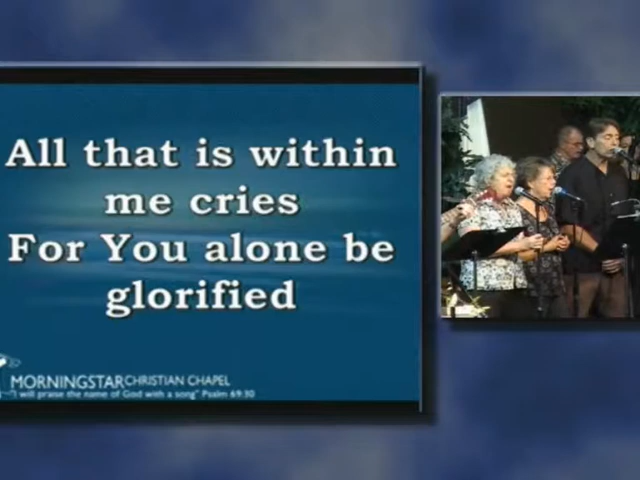 All that is within
me cries
For You alone be
glorified
MORNINGSTAR CHRISTIAN CHAPEL
"I will praise the name of God with a song" Psalm 69:30